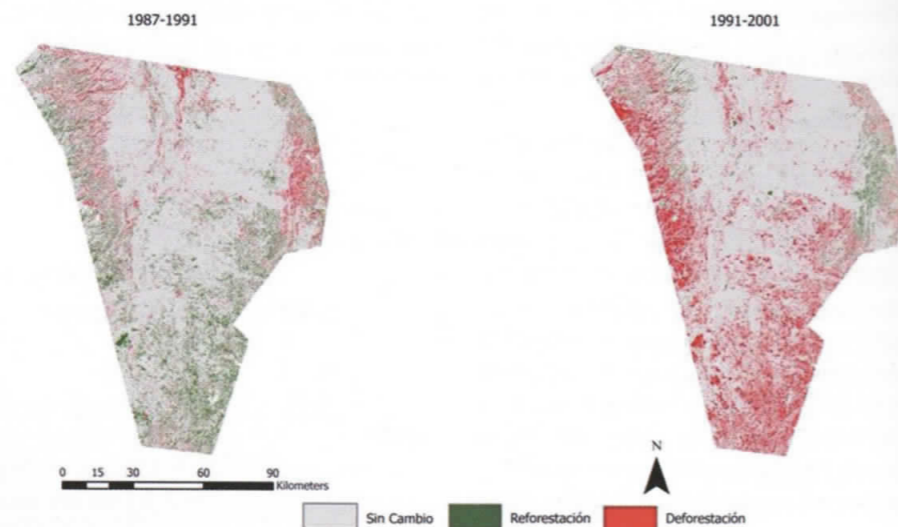 1987-1991
1991-2001
0 15 30 60 90
Kilometers
N
Sin Cambio
Reforestación
Deforestación